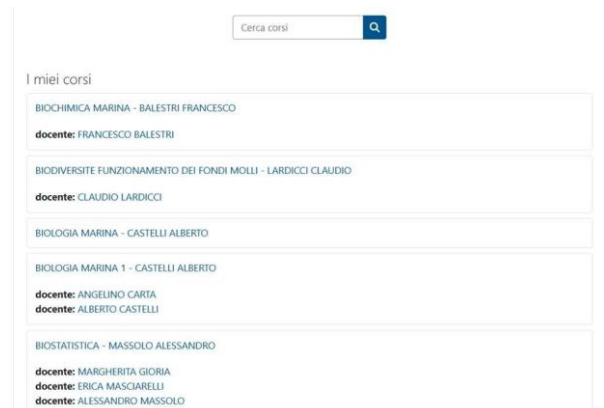 Cerca corsi
I miei corsi
BIOCHIMICA MARINA - BALESTRI FRANCESCO
docente: FRANCESCO BALESTRI
BIODIVERSITE FUNZIONAMENTO DEI FONDI MOLLI - LARDICCI CLAUDIO
docente: CLAUDIO LARDICCI
BIOLOGIA MARINA - CASTELLI ALBERTO
BIOLOGIA MARINA 1 - CASTELLI ALBERTO
docente: ANGELINO CARTA
docente: ALBERTO CASTELLI
BIOSTATISTICA - MASSOLO ALESSANDRO
docente: MARGHERITA GIORIA
docente: ERICA MASCIARELLI
docente: ALESSANDRO MASSOLO